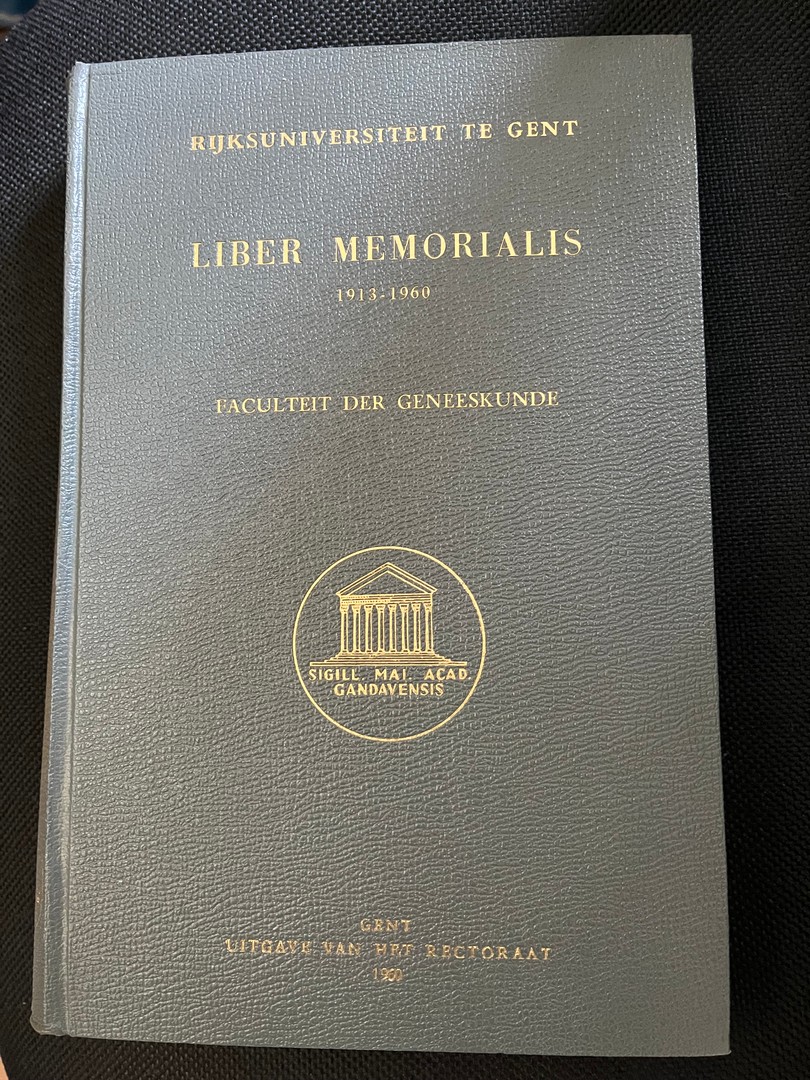 RIJKSUNIVERSITEIT TE GENT
LIBER MEMORIALIS
1913-1960
FACULTEIT DER GENEESKUNDE
SIGILL. MAI. ACAD.
GANDAVENSIS
GENT
UITGAVE VAN HET RECTORAAT
1960